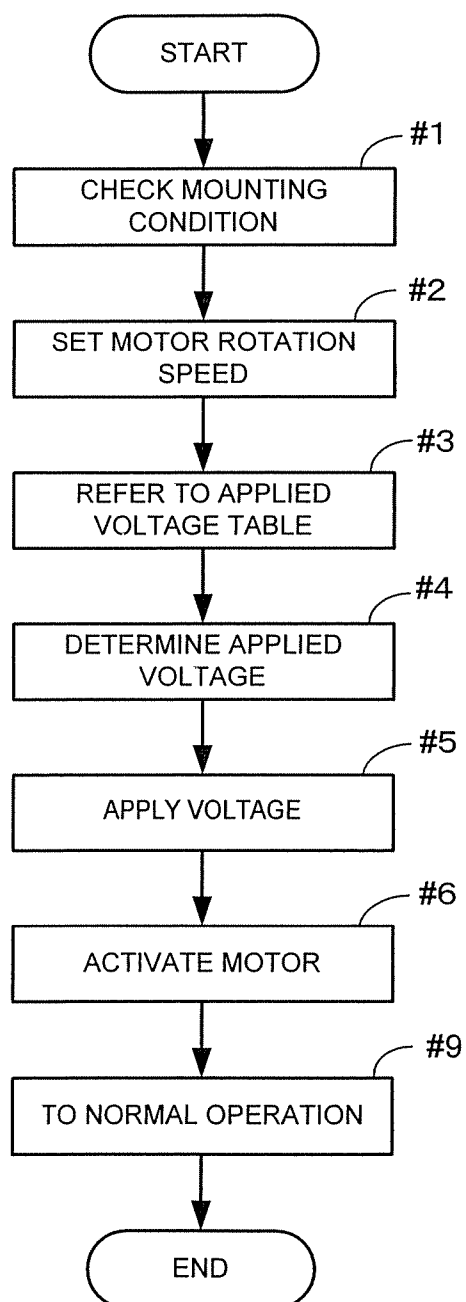 START
#1
CHECK MOUNTING
CONDITION
#2
SET MOTOR ROTATION
SPEED
#3
REFER TO APPLIED
VOLTAGE TABLE
#4
DETERMINE APPLIED
VOLTAGE
#5
APPLY VOLTAGE
#6
ACTIVATE MOTOR
#9
TO NORMAL OPERATION
END